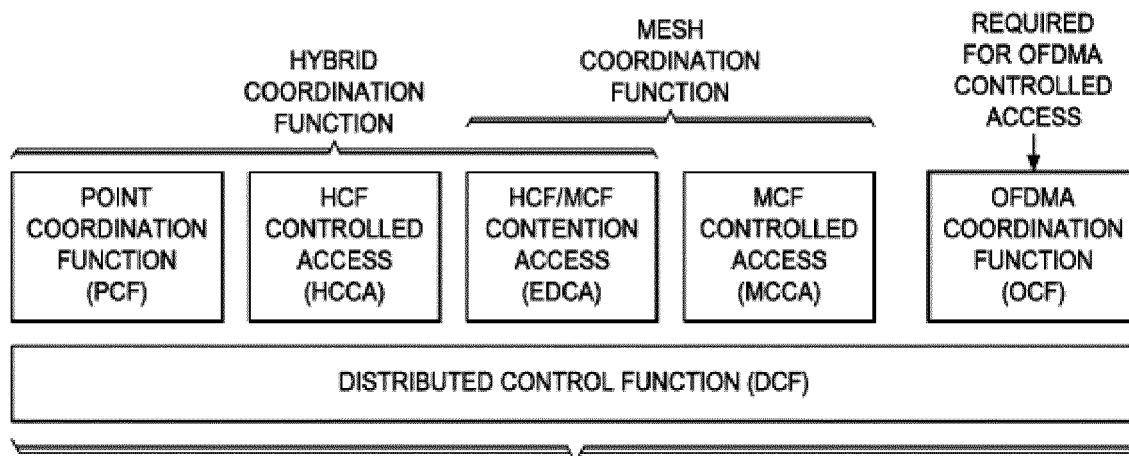 HYBRID
COORDINATION
FUNCTION
MESH
COORDINATION
FUNCTION
REQUIRED
FOR OFDMA
CONTROLLED
ACCESS
POINT
COORDINATION
FUNCTION
(PCF)
HCF
CONTROLLED
ACCESS
(HCCA)
HCF/MCF
CONTENTION
ACCESS
(EDCA)
MCF
CONTROLLED
ACCESS
(MCCA)
OFDMA
COORDINATION
FUNCTION
(OCF)
DISTRIBUTED CONTROL FUNCTION (DCF)